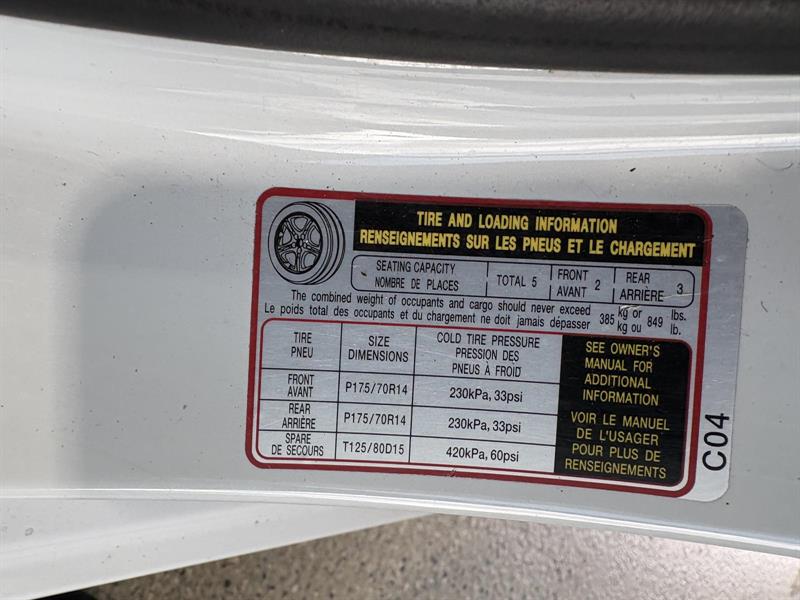 TIRE AND LOADING INFORMATION
RENSEIGNEMENTS SUR LES PNEUS ET LE CHARGEMENT
SEATING CAPACITY
NOMBRE DE PLACES
TOTAL 5
FRONT
AVANT
2
REAR
ARRIÈRE
3
The combined weight of occupants and cargo should never exceed 385 kg or 849 lbs.
Le poids total des occupants et du chargement ne doit jamais dépasser kg ou lb.
TIRE
PNEU
SIZE
DIMENSIONS
COLD TIRE PRESSURE
PRESSION DES
PNEUS À FROID
FRONT
AVANT
P175/70R14
230kPa, 33psi
REAR
ARRIÈRE
P175/70R14
230kPa, 33psi
SPARE
DE SECOURS
T125/80D15
420kPa, 60psi
SEE OWNER'S
MANUAL FOR
ADDITIONAL
INFORMATION
VOIR LE MANUEL
DE L'USAGER
POUR PLUS DE
RENSEIGNEMENTS
C04